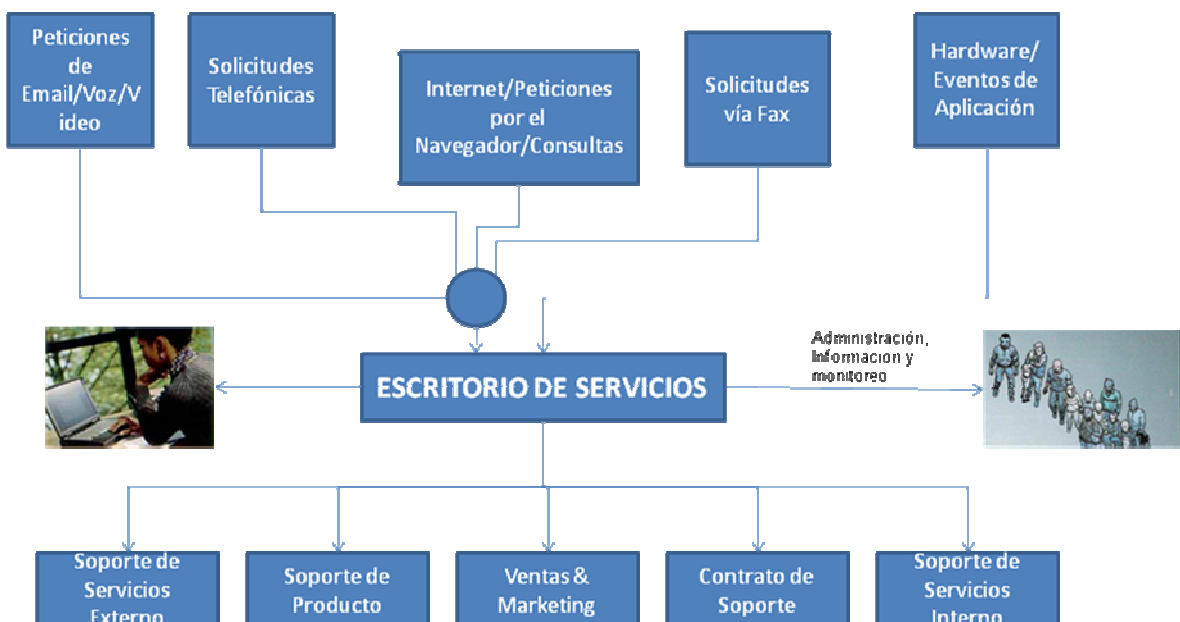 Peticiones
de
Email/Voz/V
ideo
Solicitudes
Telefónicas
Internet/Peticiones
por el
Navegador/Consultas
Solicitudes
vía Fax
Hardware/
Eventos de
Aplicación
Administración,
Informacion y
monitoreo
ESCRITORIO DE SERVICIOS
Soporte de
Servicios
Externo
Soporte de
Producto
Ventas &
Marketing
Contrato de
Soporte
Soporte de
Servicios
Interno